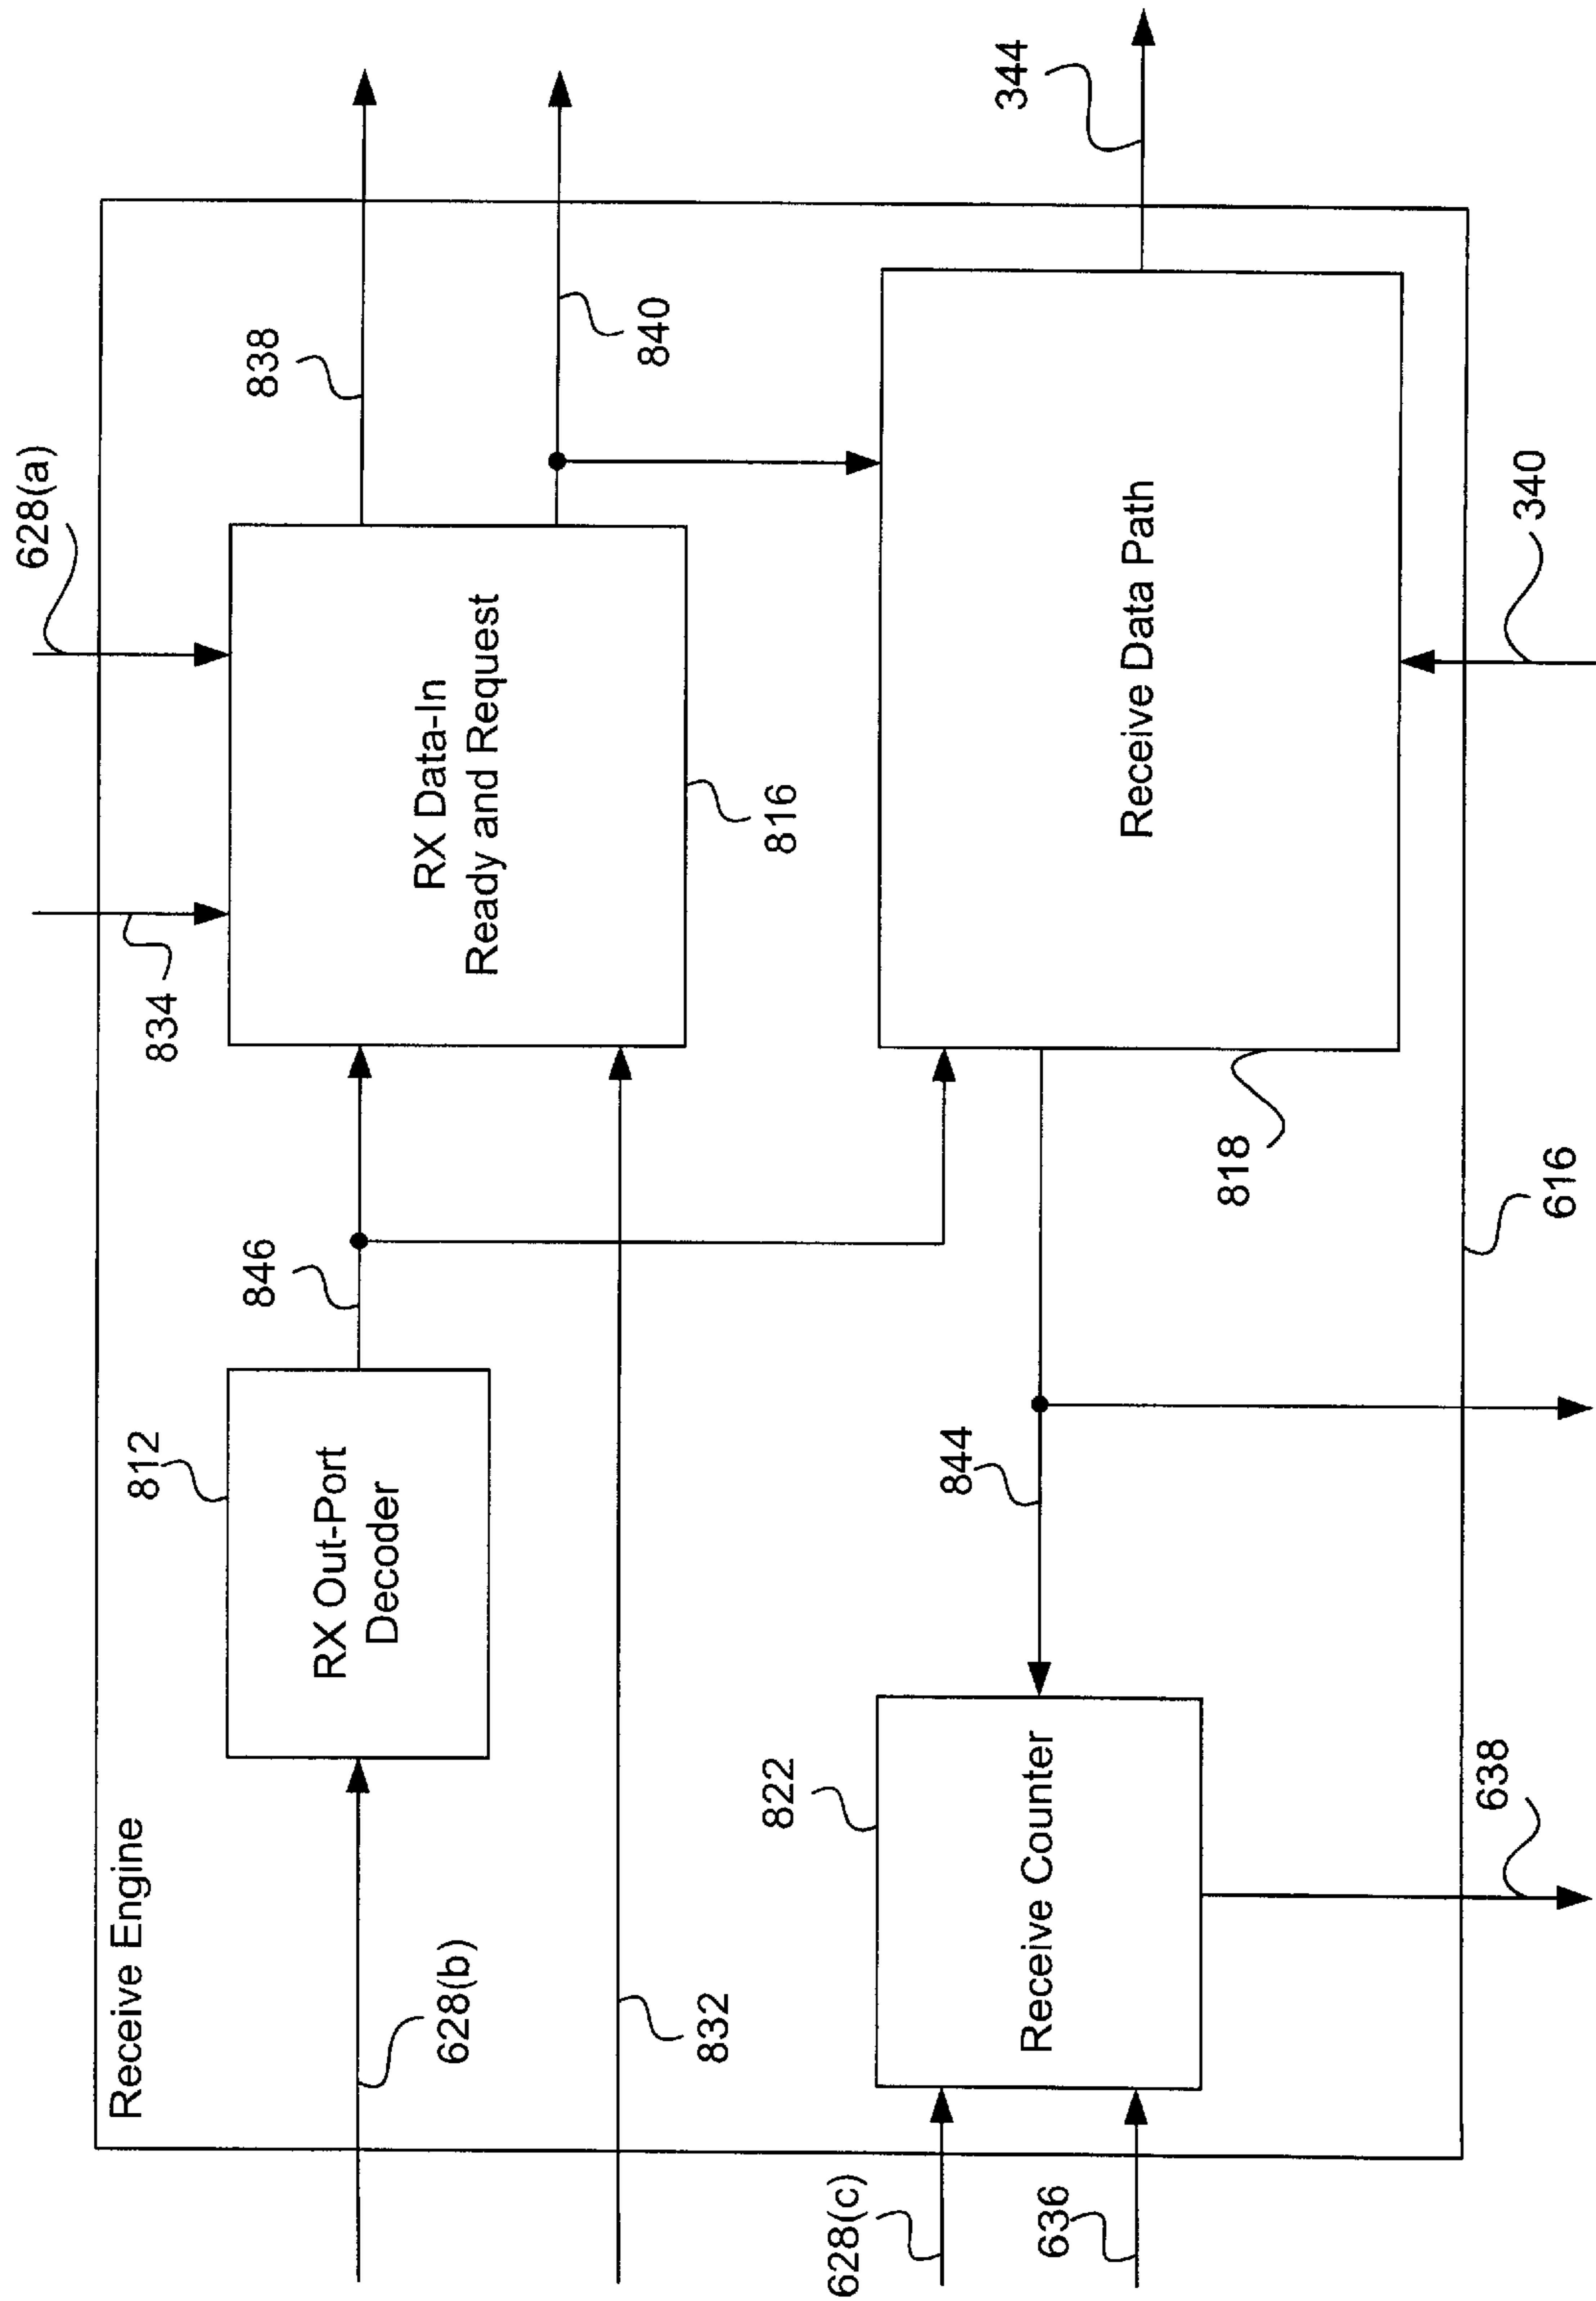 Receive Engine
628(b)
812
RX Out-Port
Decoder
846
834
628(a)
RX Data-In
Ready and Request
816
838
840
832
628(c)
636
822
Receive Counter
638
844
818
Receive Data Path
344
340
616